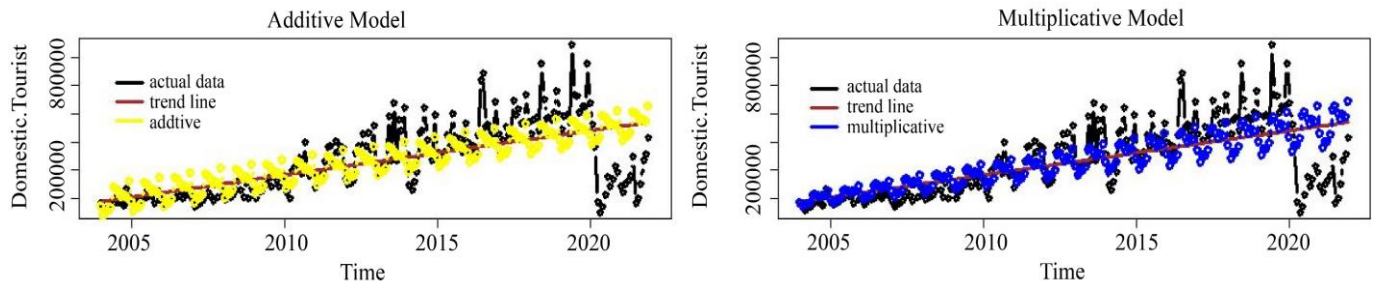 Additive Model
Domestic.Tourist
800000
200000
actual data
trend line
addtive
2005 2010 2015 2020
Time
Multiplicative Model
Domestic.Tourist
800000
200000
actual data
trend line
multiplicative
2005 2010 2015 2020
Time